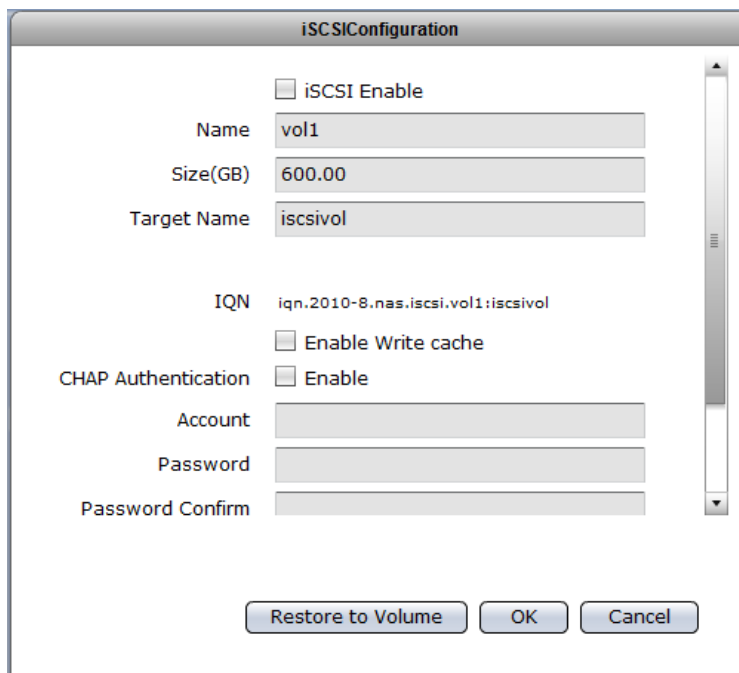 iSCSIConfiguration
iSCSI Enable
Name vol1
Size(GB) 600.00
Target Name iscsivol
IQN iqn.2010-8.nas.iscsi.vol1:iscsivol
Enable Write cache
CHAP Authentication Enable
Account
Password
Password Confirm
Restore to Volume OK Cancel